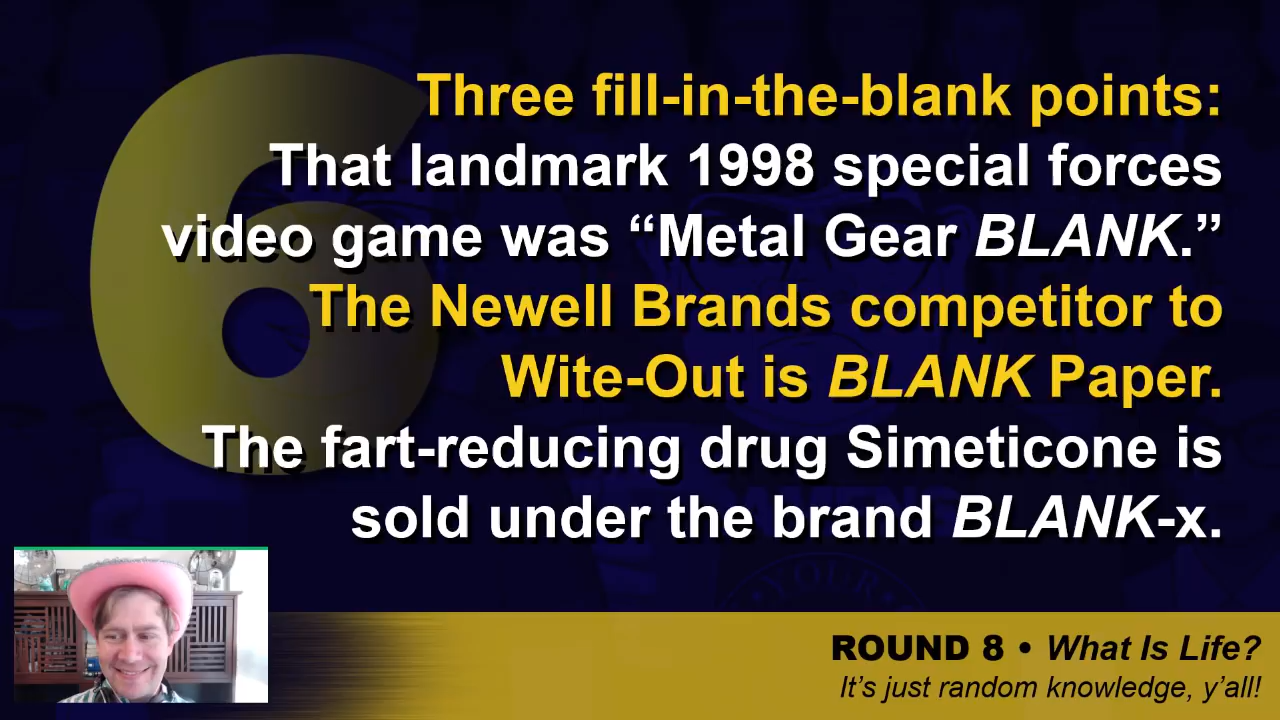 6
Three fill-in-the-blank points:
That landmark 1998 special forces
video game was “Metal Gear BLANK.”
The Newell Brands competitor to
Wite-Out is BLANK Paper.
The fart-reducing drug Simeticone is
sold under the brand BLANK-x.
YOUR
ROUND 8 • What Is Life?
It’s just random knowledge, y’all!